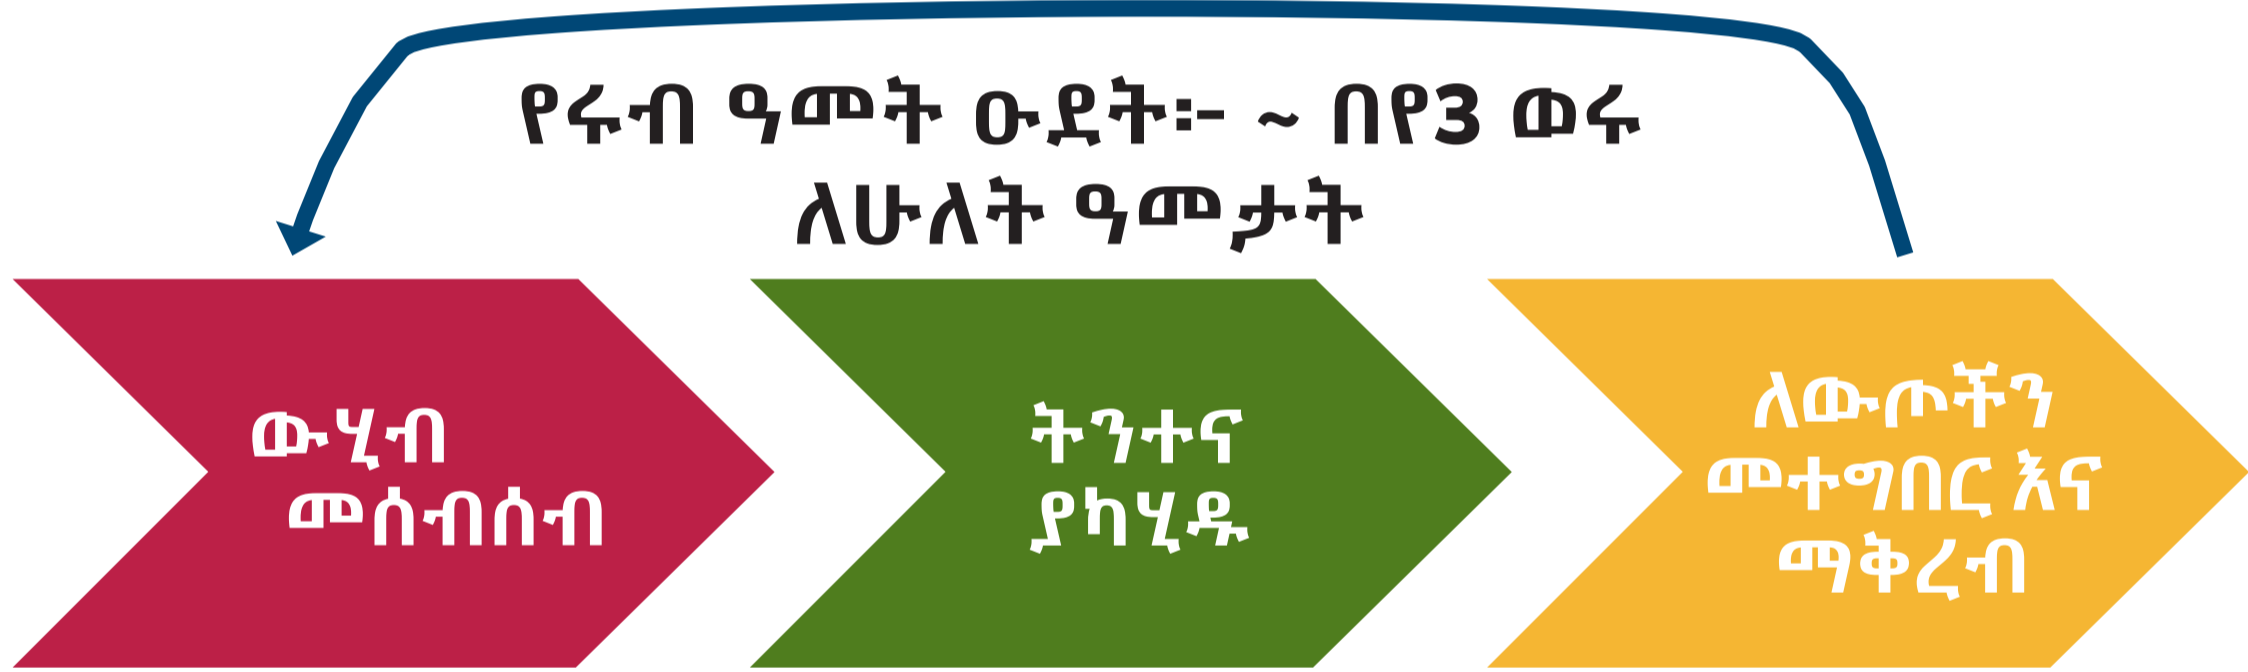 የሩብ ዓመት ዑደት፡- ~ በየ3 ወሩ
ለሁለት ዓመታት
ውሂብ
መሰብሰብ
ትንተና
ያካሂዱ
ለውጦችን
መተግበር እና
ማቅረብ